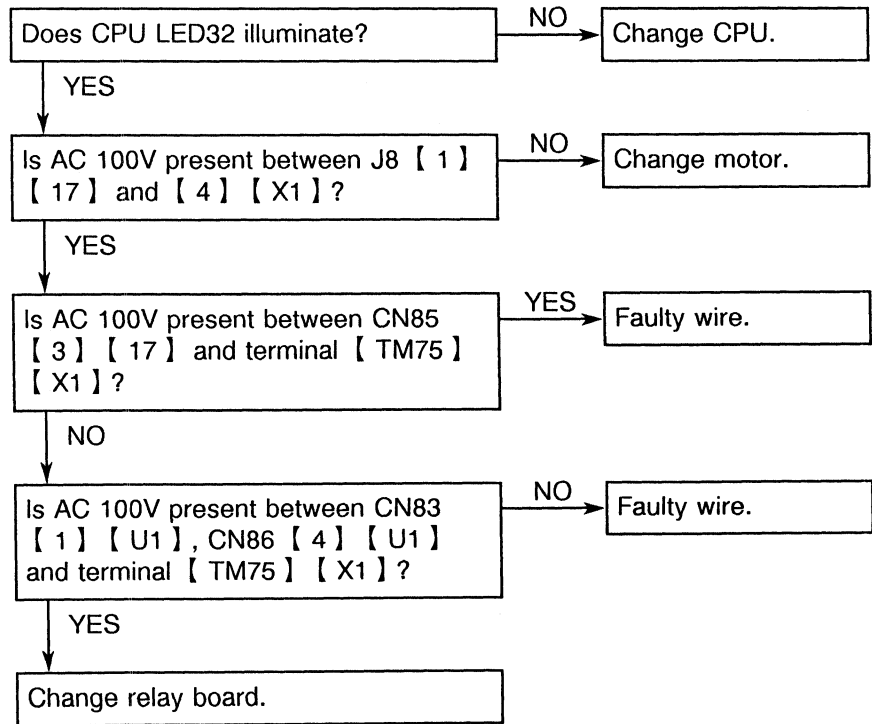 Does CPU LED32 illuminate?
NO
Change CPU.
YES
Is AC 100V present between J8 【 1 】
【 17 】 and 【 4 】 【 X1 】 ?
NO
Change motor.
YES
Is AC 100V present between CN85
【 3 】 【 17 】 and terminal 【 TM75 】
【 X1 】 ?
YES
Faulty wire.
NO
Is AC 100V present between CN83
【 1 】 【 U1 】 , CN86 【 4 】 【 U1 】
and terminal 【 TM75 】 【 X1 】 ?
NO
Faulty wire.
YES
Change relay board.